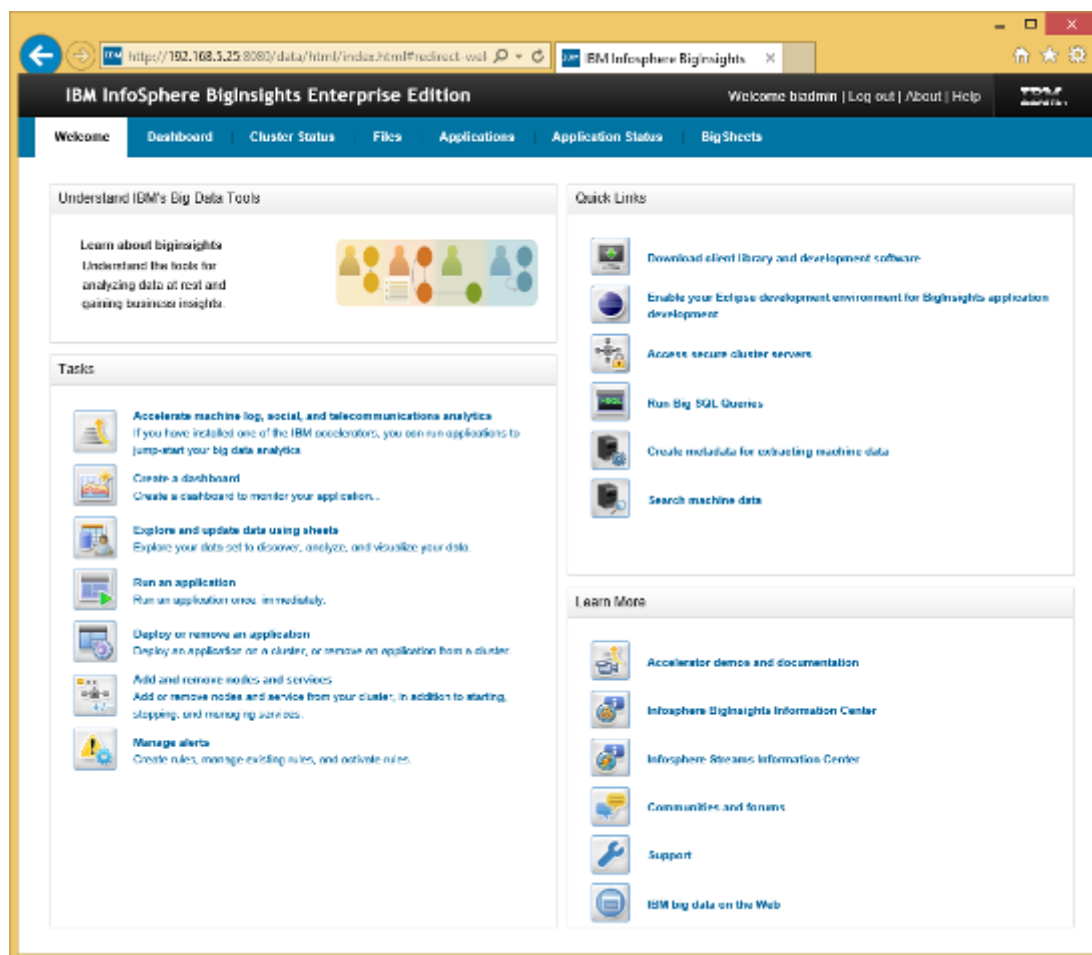 http://192.168.5.25:8080/data/html/index.html#redirect-wel
IBM Infosphere BigInsights
IBM InfoSphere BigInsights Enterprise Edition
Welcome biadmin | Log out | About | Help
IBM.
Welcome
Dashboard
Cluster Status
Files
Applications
Application Status
BigSheets
Understand IBM's Big Data Tools
Learn about biginsights
Understand the tools for
analyzing data at rest and
gaining business insights.
Tasks
Accelerate machine log, social, and telecommunications analytics
If you have installed one of the IBM accelerators, you can run applications to
jump-start your big data analytics
Create a dashboard
Create a dashboard to monitor your application...
Explore and update data using sheets
Explore your data set to discover, analyze, and visualize your data.
Run an application
Run an application once, immediately.
Deploy or remove an application
Deploy an application on a cluster, or remove an application from a cluster
Add and remove nodes and services
Add or remove nodes and service from your cluster, in addition to starting,
stopping, and managing services.
Manage alerts
Create rules, manage existing rules, and activate rules.
Quick Links
Download client library and development software
Enable your Eclipse development environment for BigInsights application
development
Access secure cluster servers
Run Big SQL Queries
Create metadata for extracting machine data
Search machine data
Learn More
Accelerator demos and documentation
Infosphere BigInsights Information Center
Infosphere Streams Information Center
Communities and forums
Support
IBM big data on the Web